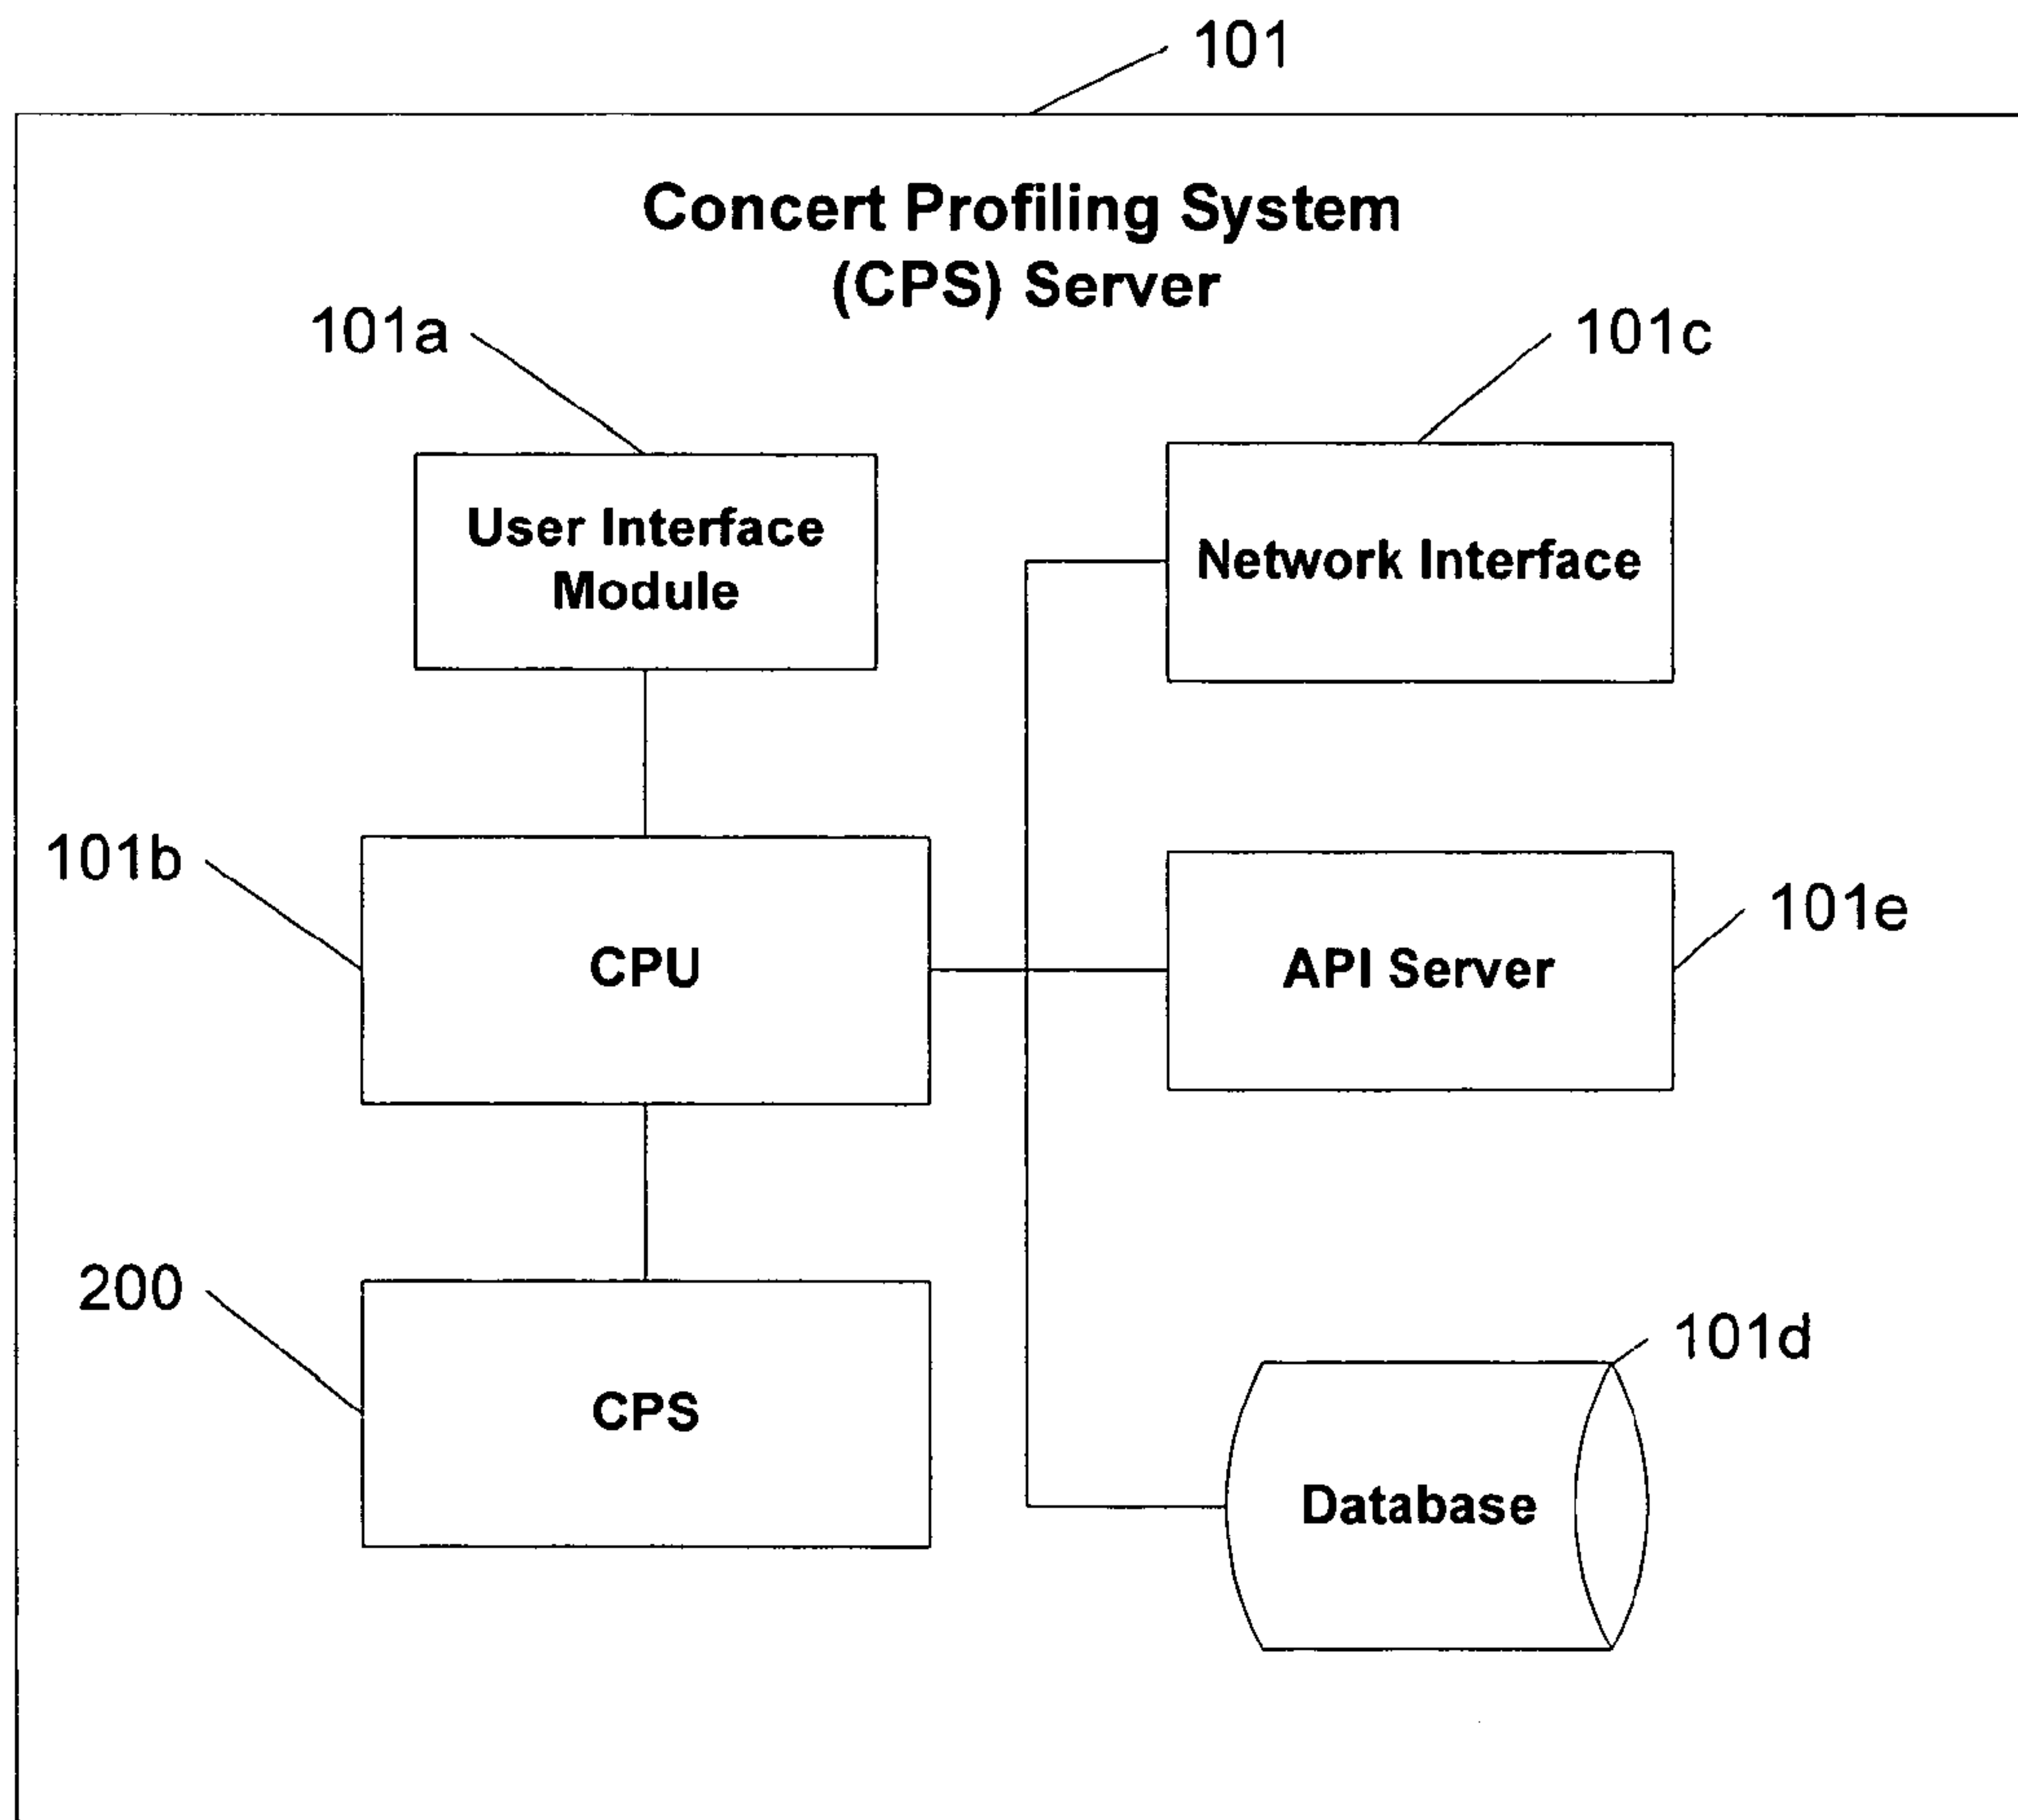 101
Concert Profiling System
(CPS) Server
101a
101c
User Interface
Module
Network Interface
101b
CPU
101e
API Server
200
CPS
101d
Database